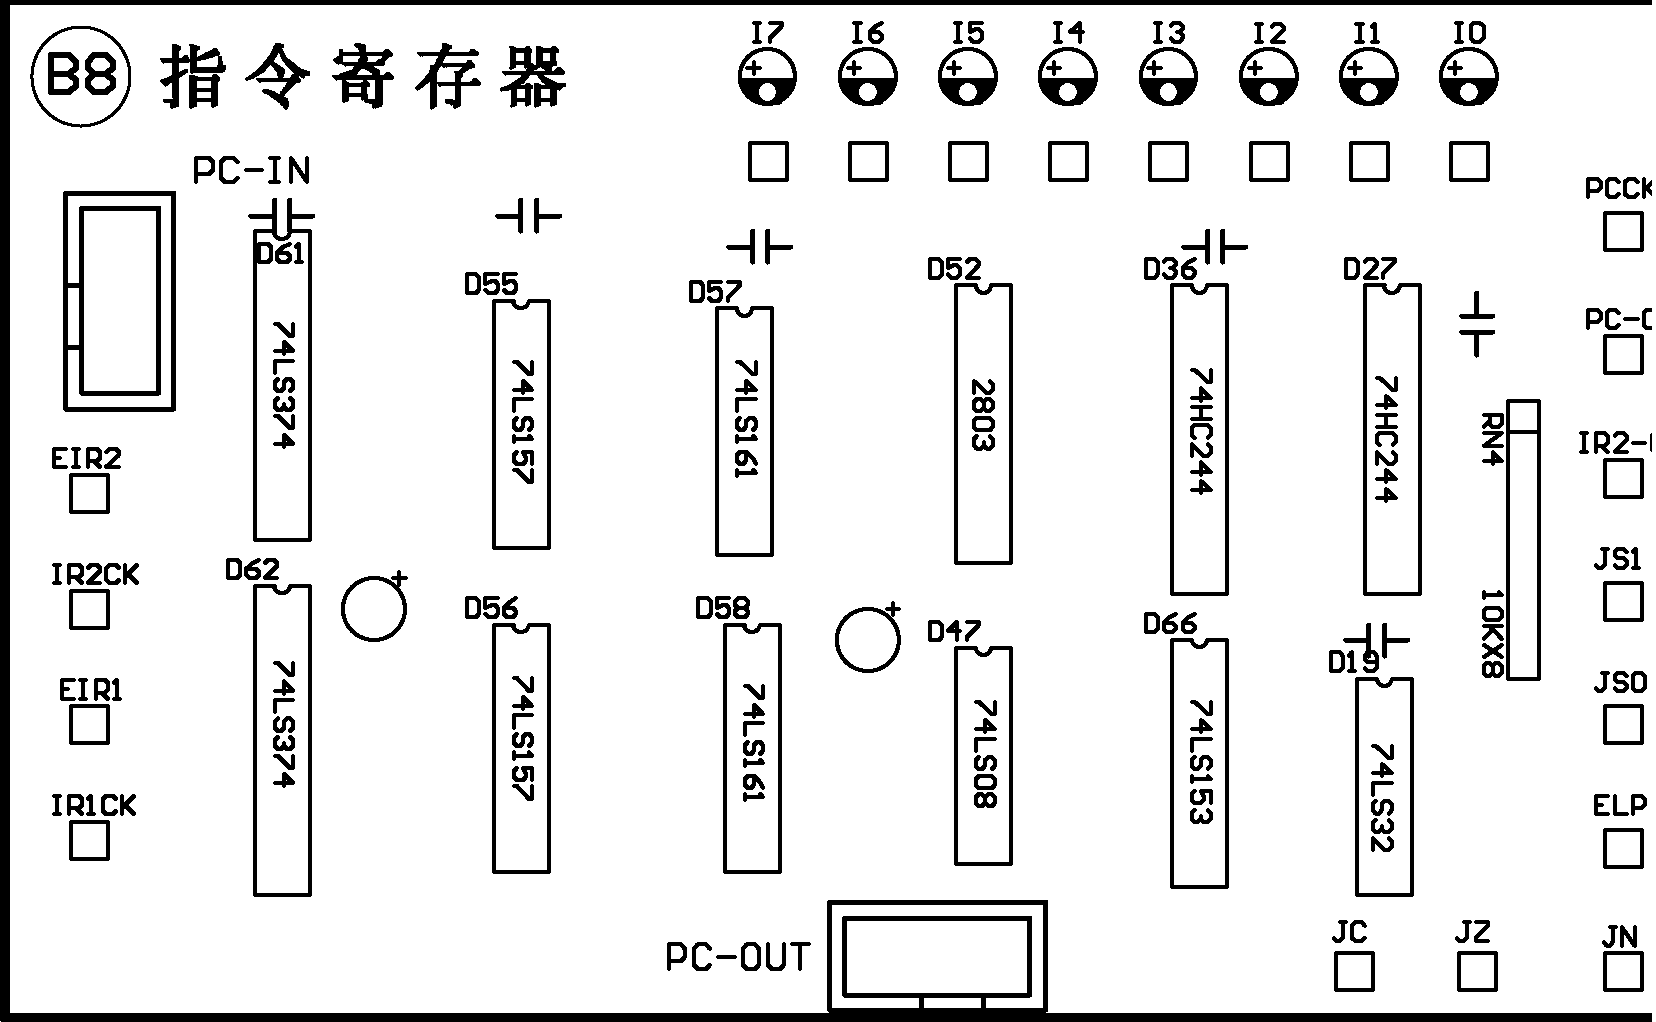 B8 指令寄存器
I7 I6 I5 I4 I3 I2 I1 I0
PC-IN
PCCK
D61
D55
D57
D52
D36
D27
PC-
74LS374
74LS157
74LS161
2803
74HC244
74HC244
RN4
10KX8
EIR2
IR2-
IR2CK
JS1
D62
D56
D58
D47
D66
D19
EIR1
JS0
74LS374
74LS157
74LS161
74LS08
74LS153
74LS32
IR1CK
ELP
PC-OUT
JC
JZ
JN